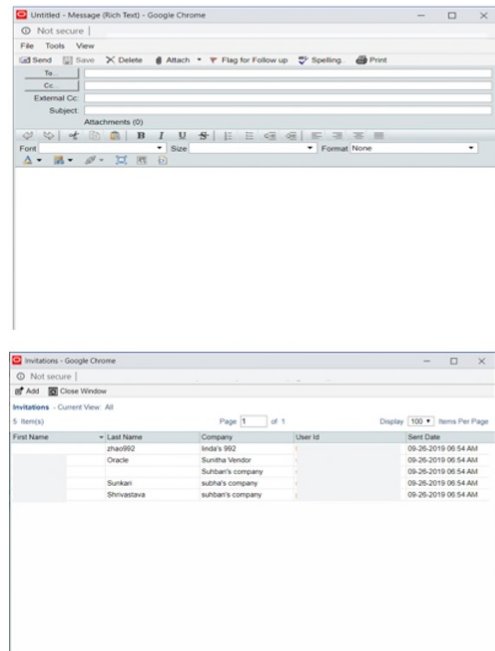 Untitled - Message (Rich Text) - Google Chrome
Not secure
File Tools View
Send Save Delete Attach Flag for Follow up Spelling... Print
To...
Cc...
External Cc:
Subject:
Attachments (0)
B I U S
Font Size Format None
Invitations - Google Chrome
Not secure
Add Close Window
Invitations - Current View: All
5 Item(s) Page 1 of 1 Display 100 Items Per Page
First Name Last Name Company User Id Sent Date
zhao992 linda's 992 09-26-2019 06:54 AM
Oracle Sunitha Vendor 09-26-2019 06:54 AM
Suhbari's company 09-26-2019 06:54 AM
Sunkari subha's company 09-26-2019 06:54 AM
Shrivastava suhbari's company 09-26-2019 06:54 AM